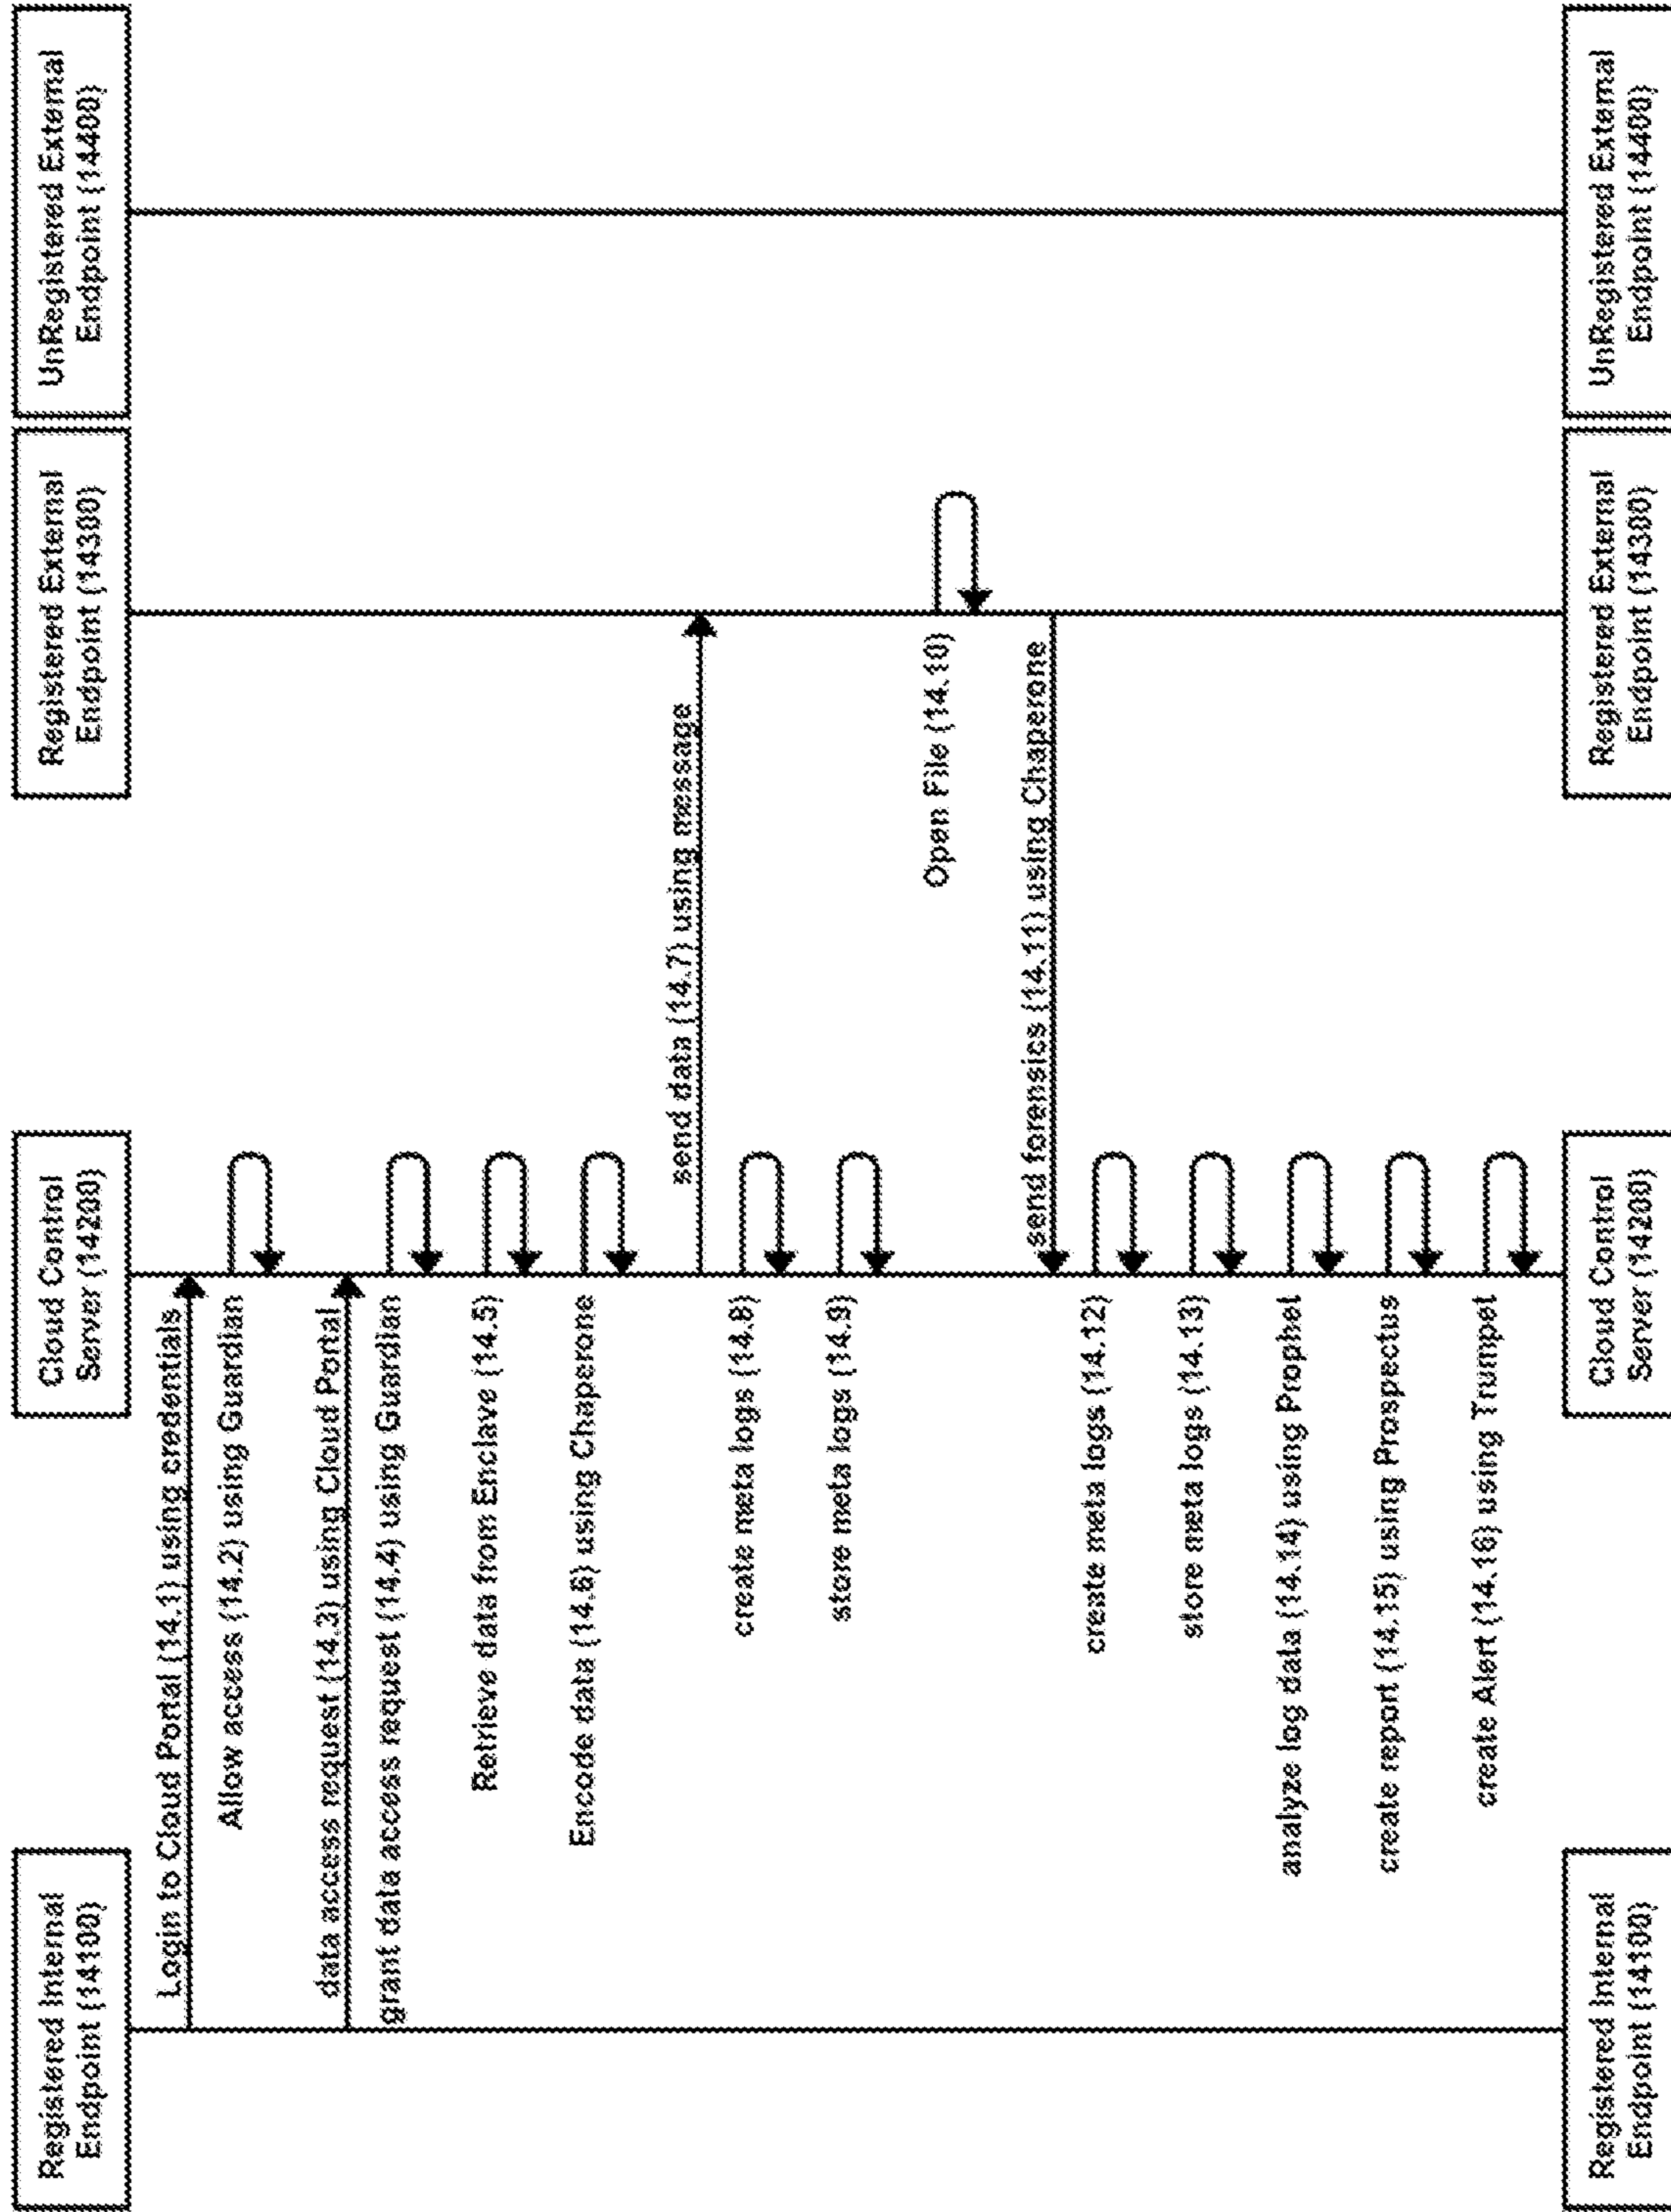 Registered Internal
Endpoint (14100)
Cloud Control
Server (14200)
Registered External
Endpoint (14300)
UnRegistered External
Endpoint (14400)
Login to Cloud Portal (14.1) using credentials
Allow access (14.2) using Guardian
data access request (14.3) using Cloud Portal
grant data access request (14.4) using Guardian
Retrieve data from Enclave (14.5)
Encode data (14.6) using Chaperone
send data (14.7) using message
create meta logs (14.8)
store meta logs (14.9)
Open File (14.10)
send forensics (14.11) using Chaperone
create meta logs (14.12)
store meta logs (14.13)
analyze log data (14.14) using Prophet
create report (14.15) using Prospectus
create Alert (14.16) using Trumpet
Registered Internal
Endpoint (14100)
Cloud Control
Server (14200)
Registered External
Endpoint (14300)
UnRegistered External
Endpoint (14400)